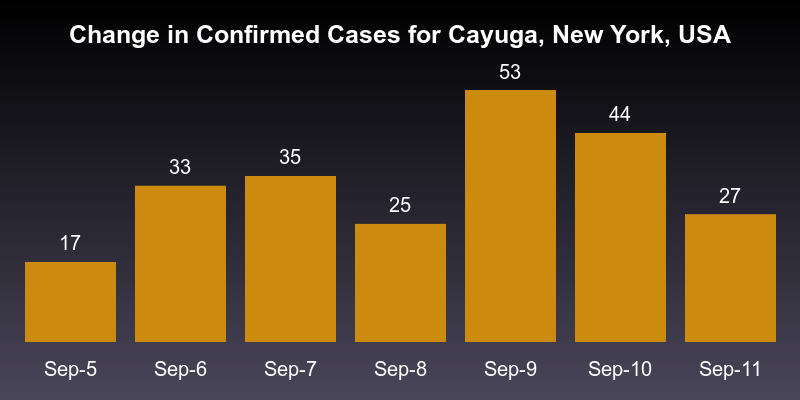 Change in Confirmed Cases for Cayuga, New York, USA
17
33
35
25
53
44
27
Sep-5
Sep-6
Sep-7
Sep-8
Sep-9
Sep-10
Sep-11